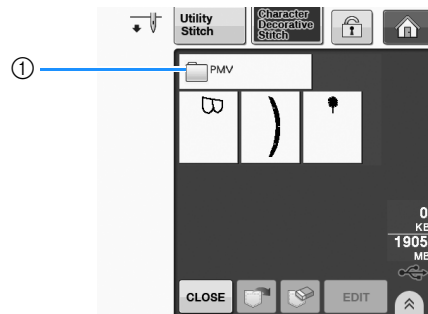 Utility
Stitch
Character
Decorative
Stitch
①
PMV
0
KB
1905
MB
CLOSE
EDIT